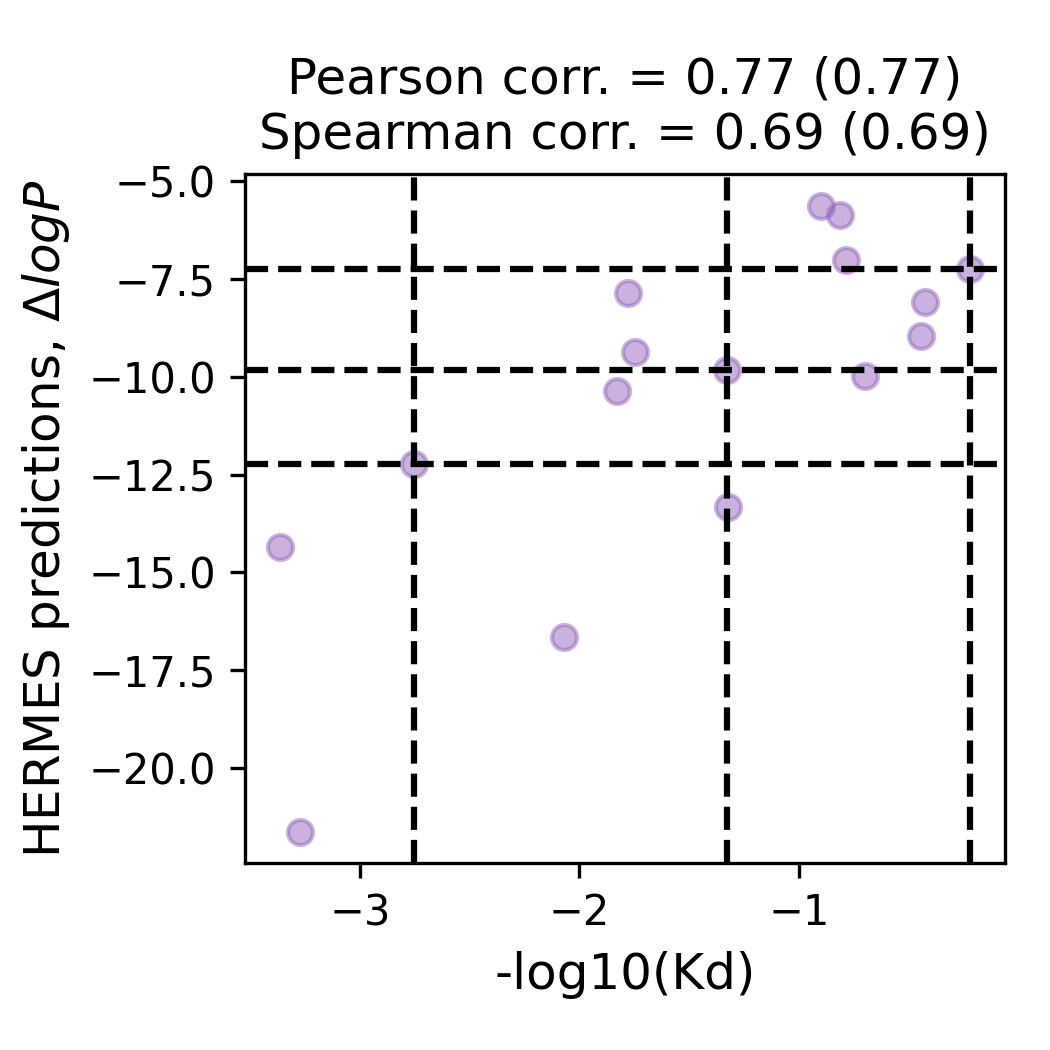 Pearson corr. = 0.77 (0.77)
Spearman corr. = 0.69 (0.69)
HERMES predictions, ΔlogP
−5.0
−7.5
−10.0
−12.5
−15.0
−17.5
−20.0
−3
−2
−1
-log10(Kd)